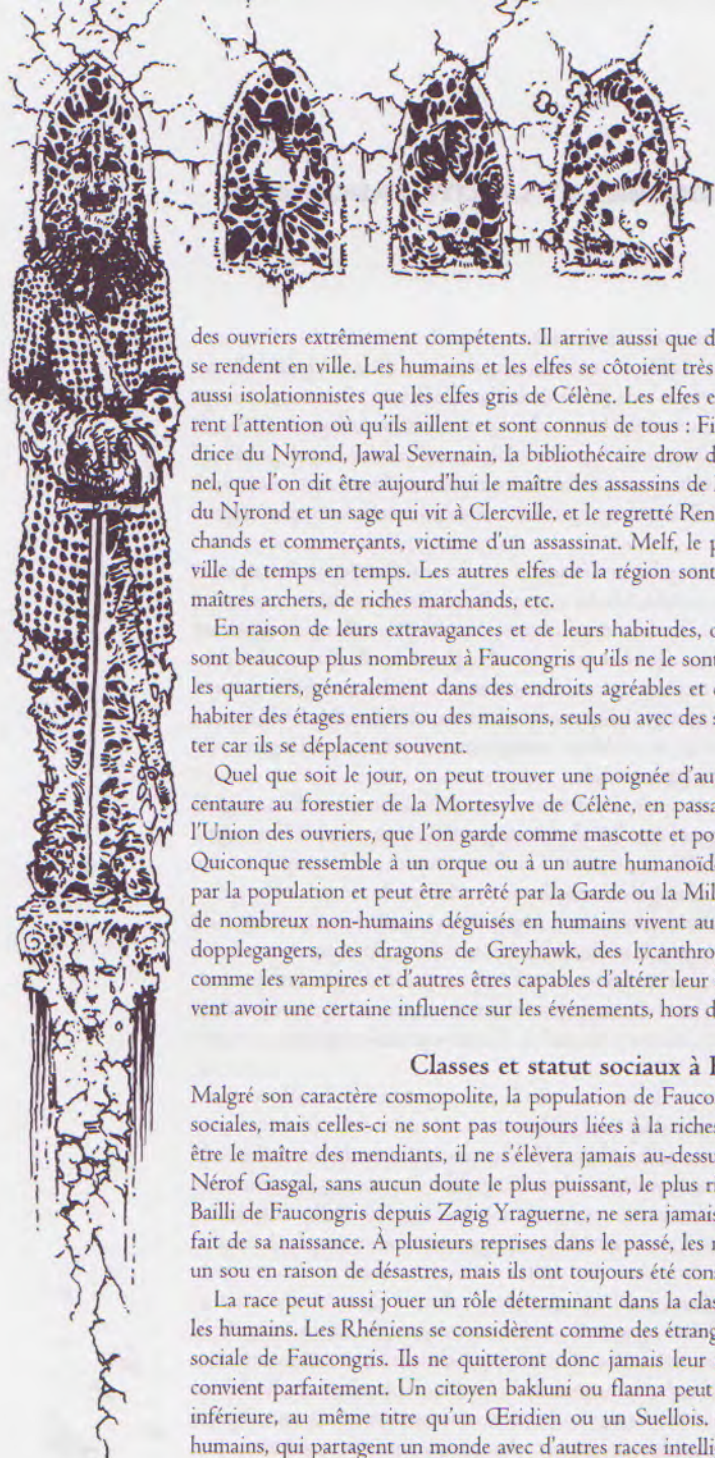 des ouvriers extrêmement compétents. Il arrive aussi que d
se rendent en ville. Les humains et les elfes se côtoient très
aussi isolationnistes que les elfes gris de Célène. Les elfes e
rent l'attention où qu'ils aillent et sont connus de tous : Fi
drice du Nyrond, Jawal Severnain, la bibliothécaire drow d
nel, que l'on dit être aujourd'hui le maître des assassins de
du Nyrond et un sage qui vit à Clercville, et le regretté Ren
chands et commerçants, victime d'un assassinat. Melf, le p
ville de temps en temps. Les autres elfes de la région sont
maîtres archers, de riches marchands, etc.
En raison de leurs extravagances et de leurs habitudes, c
sont beaucoup plus nombreux à Faucongris qu'ils ne le sont
les quartiers, généralement dans des endroits agréables et
habiter des étages entiers ou des maisons, seuls ou avec des s
ter car ils se déplacent souvent.
Quel que soit le jour, on peut trouver une poignée d'au
centaure au forestier de la Mortesylve de Célène, en passa
l'Union des ouvriers, que l'on garde comme mascotte et po
Quiconque ressemble à un orque ou à un autre humanoïd
par la population et peut être arrêté par la Garde ou la Mil
de nombreux non-humains déguisés en humains vivent au
dopplegangers, des dragons de Greyhawk, des lycanthro
comme les vampires et d'autres êtres capables d'altérer leur
vent avoir une certaine influence sur les événements, hors d
Classes et statut sociaux à F
Malgré son caractère cosmopolite, la population de Fauco
sociales, mais celles-ci ne sont pas toujours liées à la riches
être le maître des mendiants, il ne s'élèvera jamais au-dessu
Nérof Gasgal, sans aucun doute le plus puissant, le plus ri
Bailli de Faucongris depuis Zagig Yraguerne, ne sera jamais
fait de sa naissance. À plusieurs reprises dans le passé, les n
un sou en raison de désastres, mais ils ont toujours été cons
La race peut aussi jouer un rôle déterminant dans la clas
les humains. Les Rhéniens se considèrent comme des étrang
sociale de Faucongris. Ils ne quitteront donc jamais leur
convient parfaitement. Un citoyen bakluni ou flanna peut
inférieure, au même titre qu'un Œridien ou un Suellois.
humains, qui partagent un monde avec d'autres races intelli